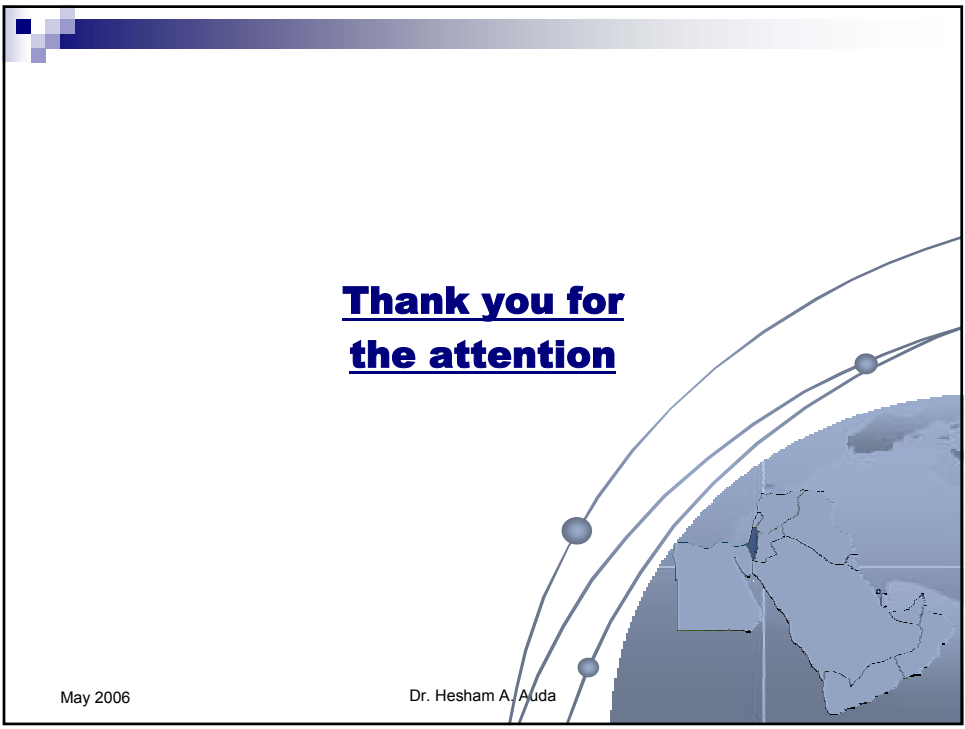 Thank you for
the attention
May 2006
Dr. Hesham A. Auda